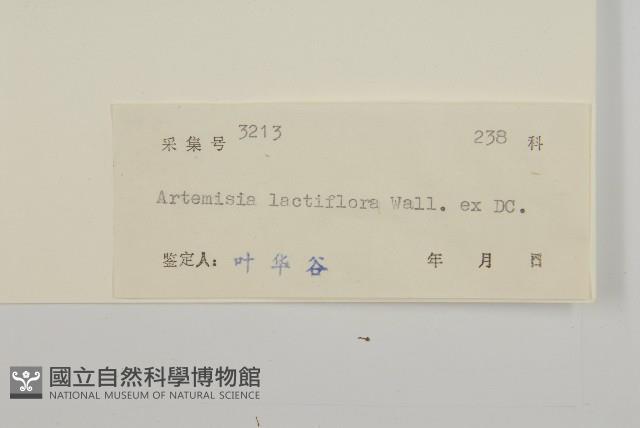 采集号 3213 238 科
Artemisia lactiflora Wall. ex DC.
鉴定人： 叶华谷 年 月 日
國立自然科學博物館
NATIONAL MUSEUM OF NATURAL SCIENCE